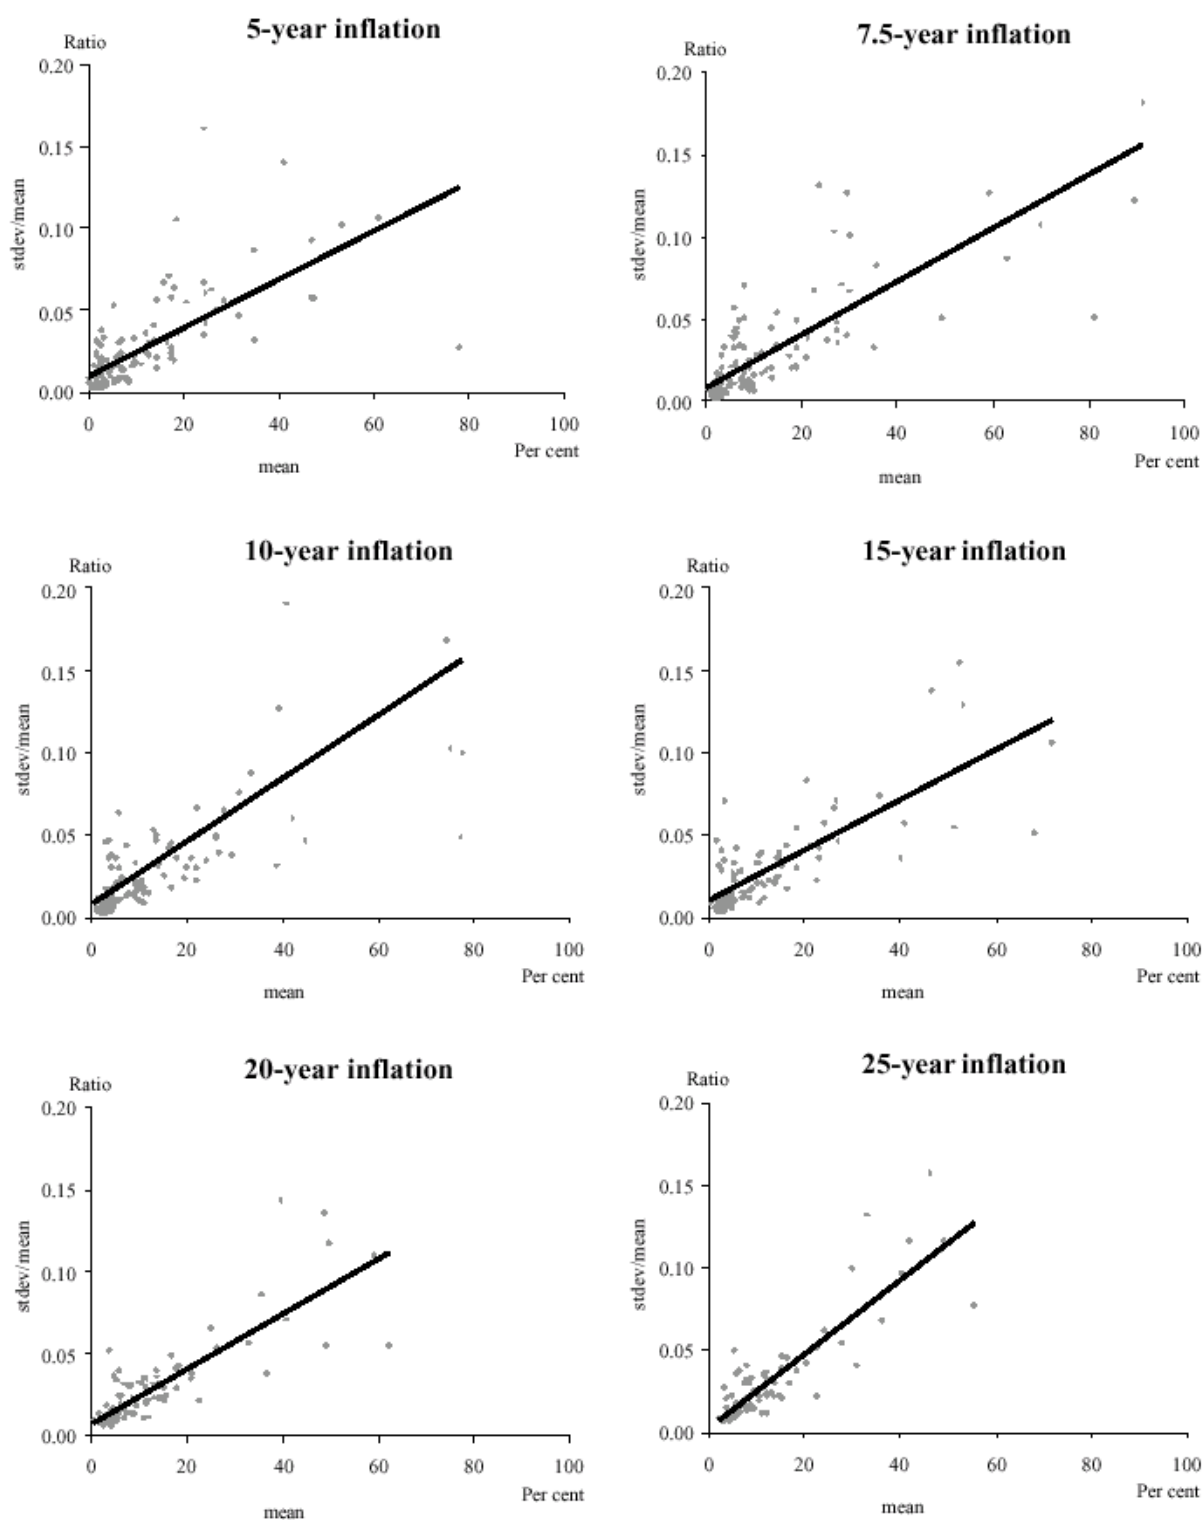 5-year inflation
Ratio
0.20
0.15
0.10
0.05
0.00
stdev/mean
0 20 40 60 80 100
Per cent
mean
7.5-year inflation
Ratio
0.20
0.15
0.10
0.05
0.00
stdev/mean
0 20 40 60 80 100
Per cent
mean
10-year inflation
Ratio
0.20
0.15
0.10
0.05
0.00
stdev/mean
0 20 40 60 80 100
Per cent
mean
15-year inflation
Ratio
0.20
0.15
0.10
0.05
0.00
stdev/mean
0 20 40 60 80 100
Per cent
mean
20-year inflation
Ratio
0.20
0.15
0.10
0.05
0.00
stdev/mean
0 20 40 60 80 100
Per cent
mean
25-year inflation
Ratio
0.20
0.15
0.10
0.05
0.00
stdev/mean
0 20 40 60 80 100
Per cent
mean